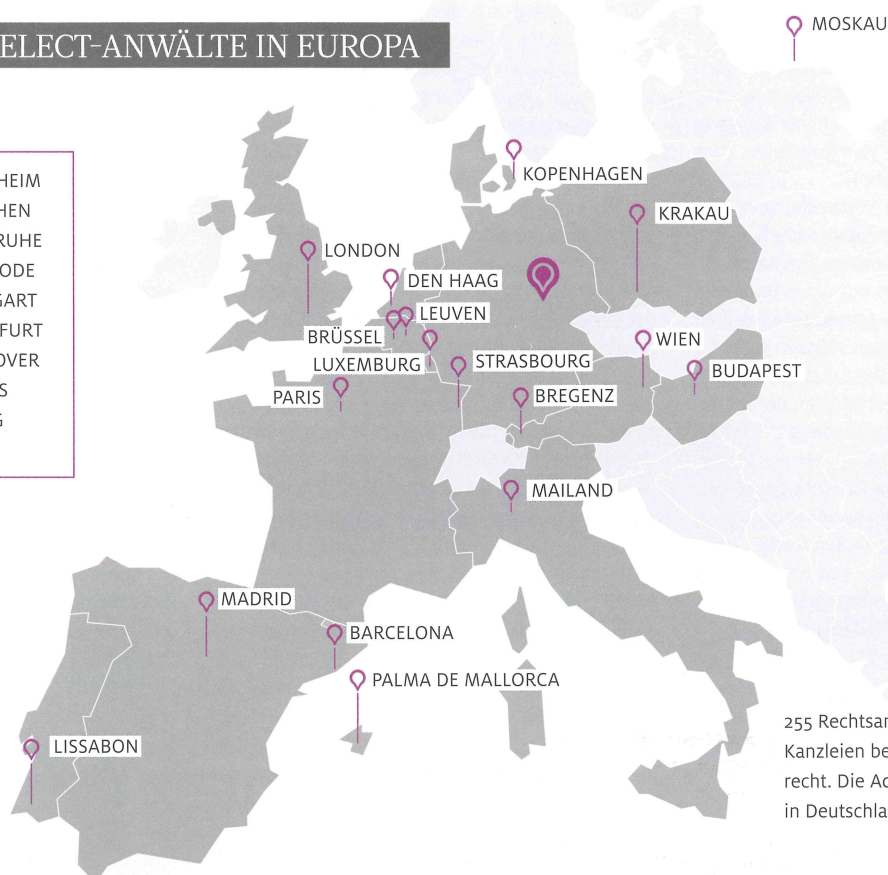 ELECT-ANWÄLTE IN EUROPA
MOSKAU
HEIM
HEN
RUHE
ODE
GART
FURT
OVER
S
G
KOPENHAGEN
KRAKAU
LONDON
DEN HAAG
LEUVEN
BRÜSSEL
WIEN
LUXEMBURG
STRASBOURG
BUDAPEST
PARIS
BREGENZ
MAILAND
MADRID
BARCELONA
PALMA DE MALLORCA
LISSABON
255 Rechtsan
Kanzleien be
recht. Die Ad
in Deutschla